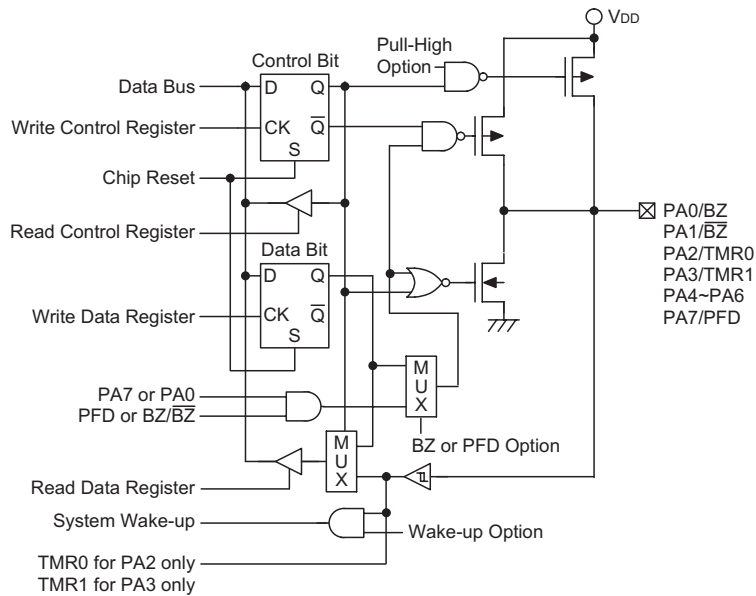 VDD
Pull-High
Option
Control Bit
Data Bus
D Q
Write Control Register
CK Q̅
S
Chip Reset
Read Control Register
Data Bit
D Q
Write Data Register
CK Q̅
S
PA0/BZ
PA1/B̅Z̅
PA2/TMR0
PA3/TMR1
PA4~PA6
PA7/PFD
PA7 or PA0
PFD or BZ/B̅Z̅
M
U
X
BZ or PFD Option
M
U
X
Read Data Register
System Wake-up
Wake-up Option
TMR0 for PA2 only
TMR1 for PA3 only